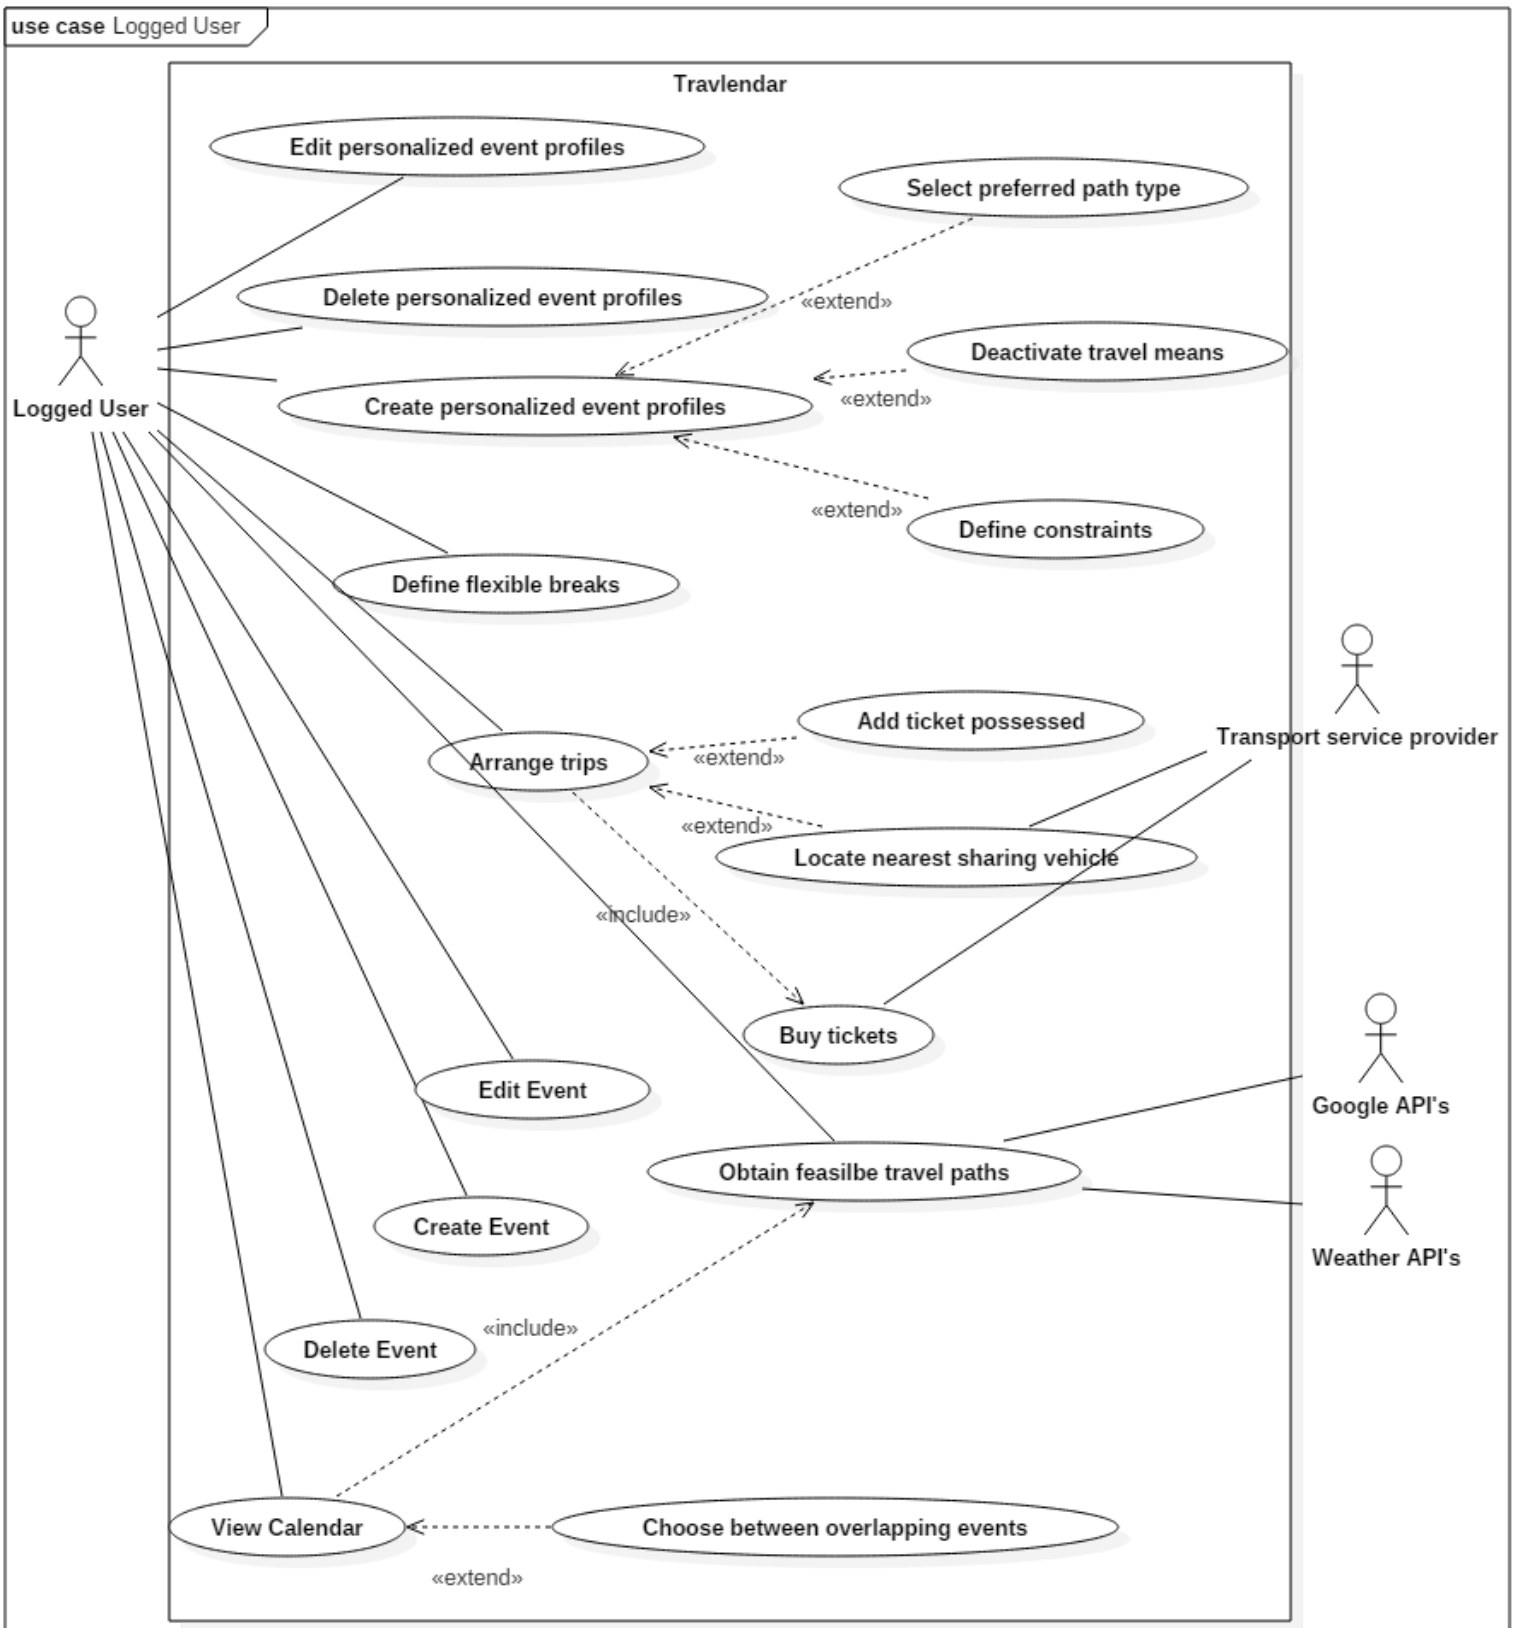 use case Logged User
Travlendar
Edit personalized event profiles
Select preferred path type
Delete personalized event profiles
«extend»
Deactivate travel means
«extend»
Logged User
Create personalized event profiles
«extend»
Define constraints
Define flexible breaks
Add ticket possessed
Transport service provider
Arrange trips
«extend»
«extend»
Locate nearest sharing vehicle
«include»
Buy tickets
Edit Event
Google API's
Obtain feasilbe travel paths
Create Event
Weather API's
«include»
Delete Event
View Calendar
Choose between overlapping events
«extend»